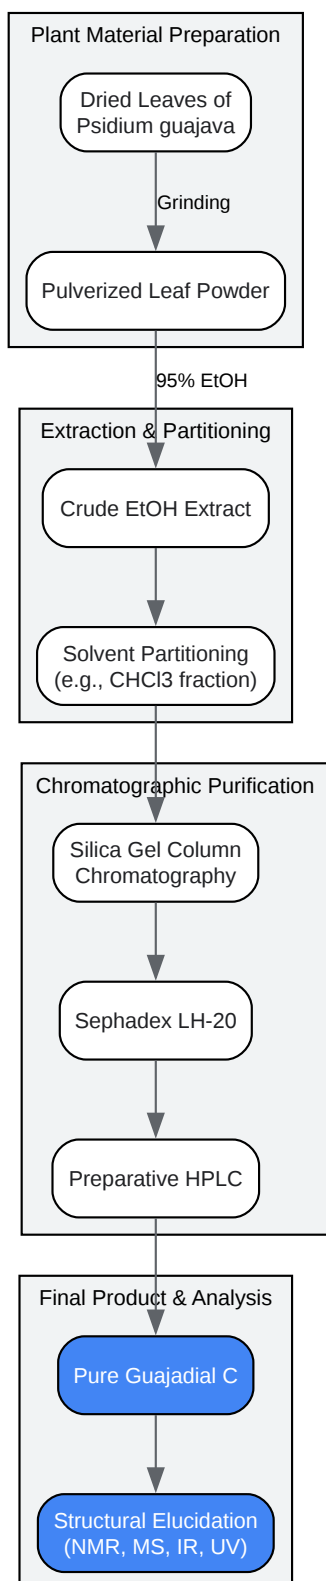 Plant Material Preparation
Dried Leaves of
Psidium guajava
Grinding
Pulverized Leaf Powder
95% EtOH
Extraction & Partitioning
Crude EtOH Extract
Solvent Partitioning
(e.g., CHCl3 fraction)
Chromatographic Purification
Silica Gel Column
Chromatography
Sephadex LH-20
Preparative HPLC
Final Product & Analysis
Pure Guajadial C
Structural Elucidation
(NMR, MS, IR, UV)